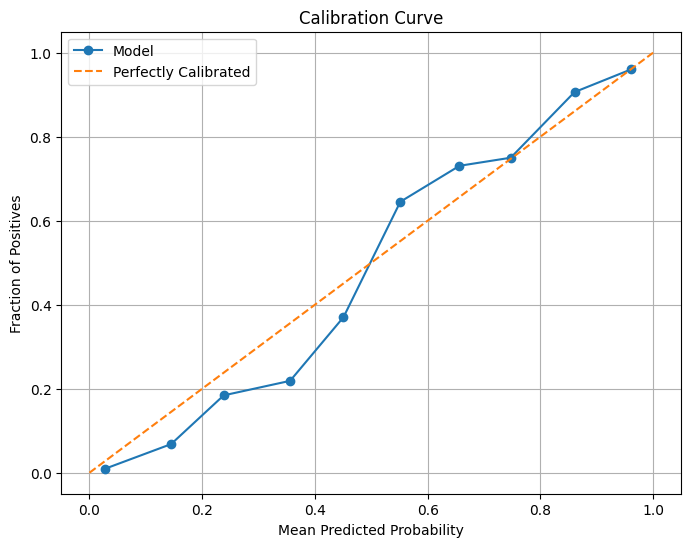 Calibration Curve
Model
Perfectly Calibrated
1.0
0.8
0.6
0.4
0.2
0.0
Fraction of Positives
0.0 0.2 0.4 0.6 0.8 1.0
Mean Predicted Probability